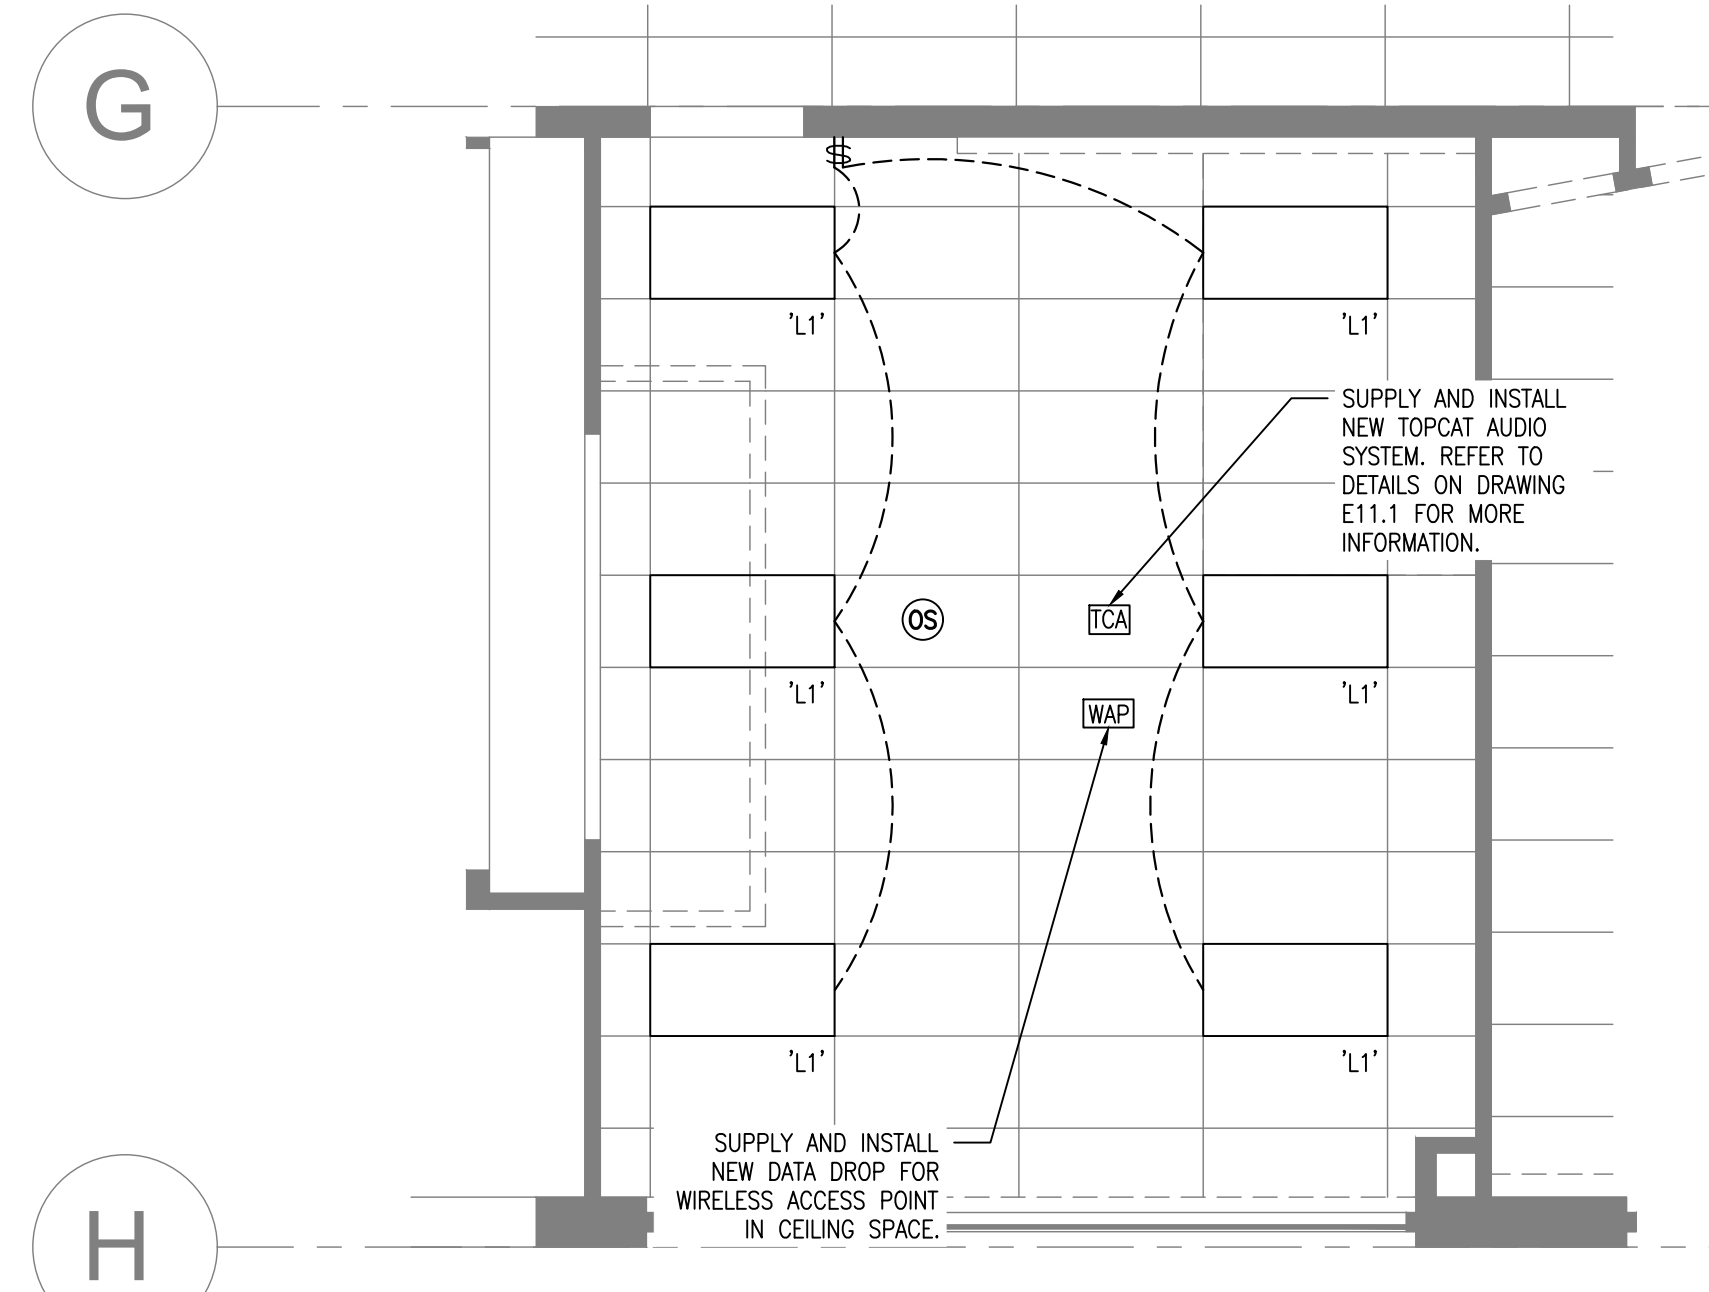 G
$
'L1'
'L1'
SUPPLY AND INSTALL
NEW TOPCAT AUDIO
SYSTEM. REFER TO
DETAILS ON DRAWING
E11.1 FOR MORE
INFORMATION.
OS
TCA
'L1'
'L1'
WAP
'L1'
'L1'
SUPPLY AND INSTALL
NEW DATA DROP FOR
WIRELESS ACCESS POINT
IN CEILING SPACE.
H